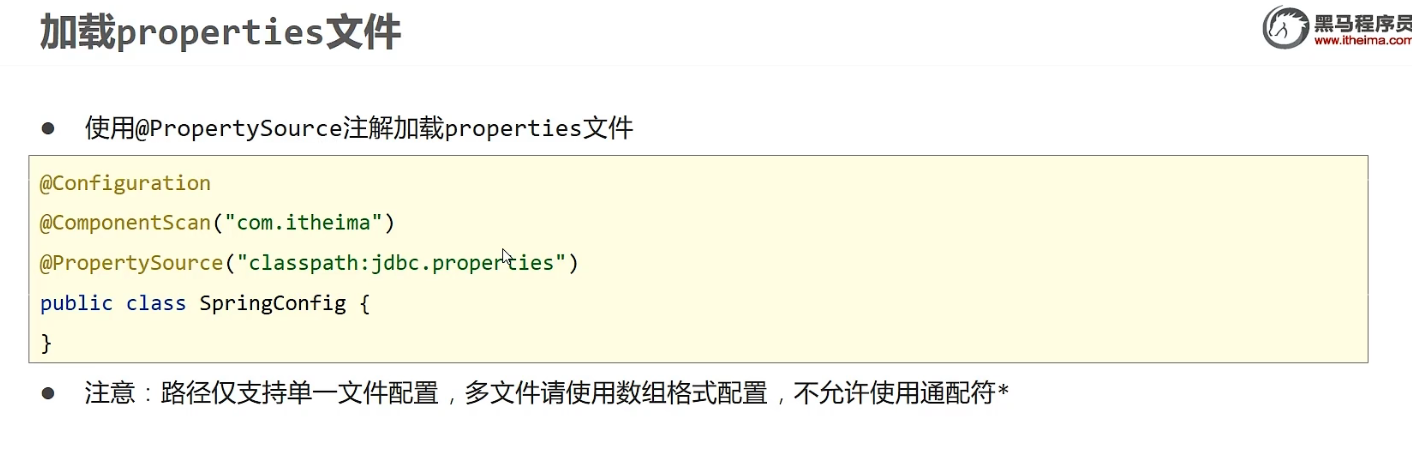 加载properties文件
黑马程序员
www.itheima.com
● 使用@PropertySource注解加载properties文件
@Configuration
@ComponentScan("com.itheima")
@PropertySource("classpath:jdbc.properties")
public class SpringConfig {
}
● 注意：路径仅支持单一文件配置，多文件请使用数组格式配置，不允许使用通配符*